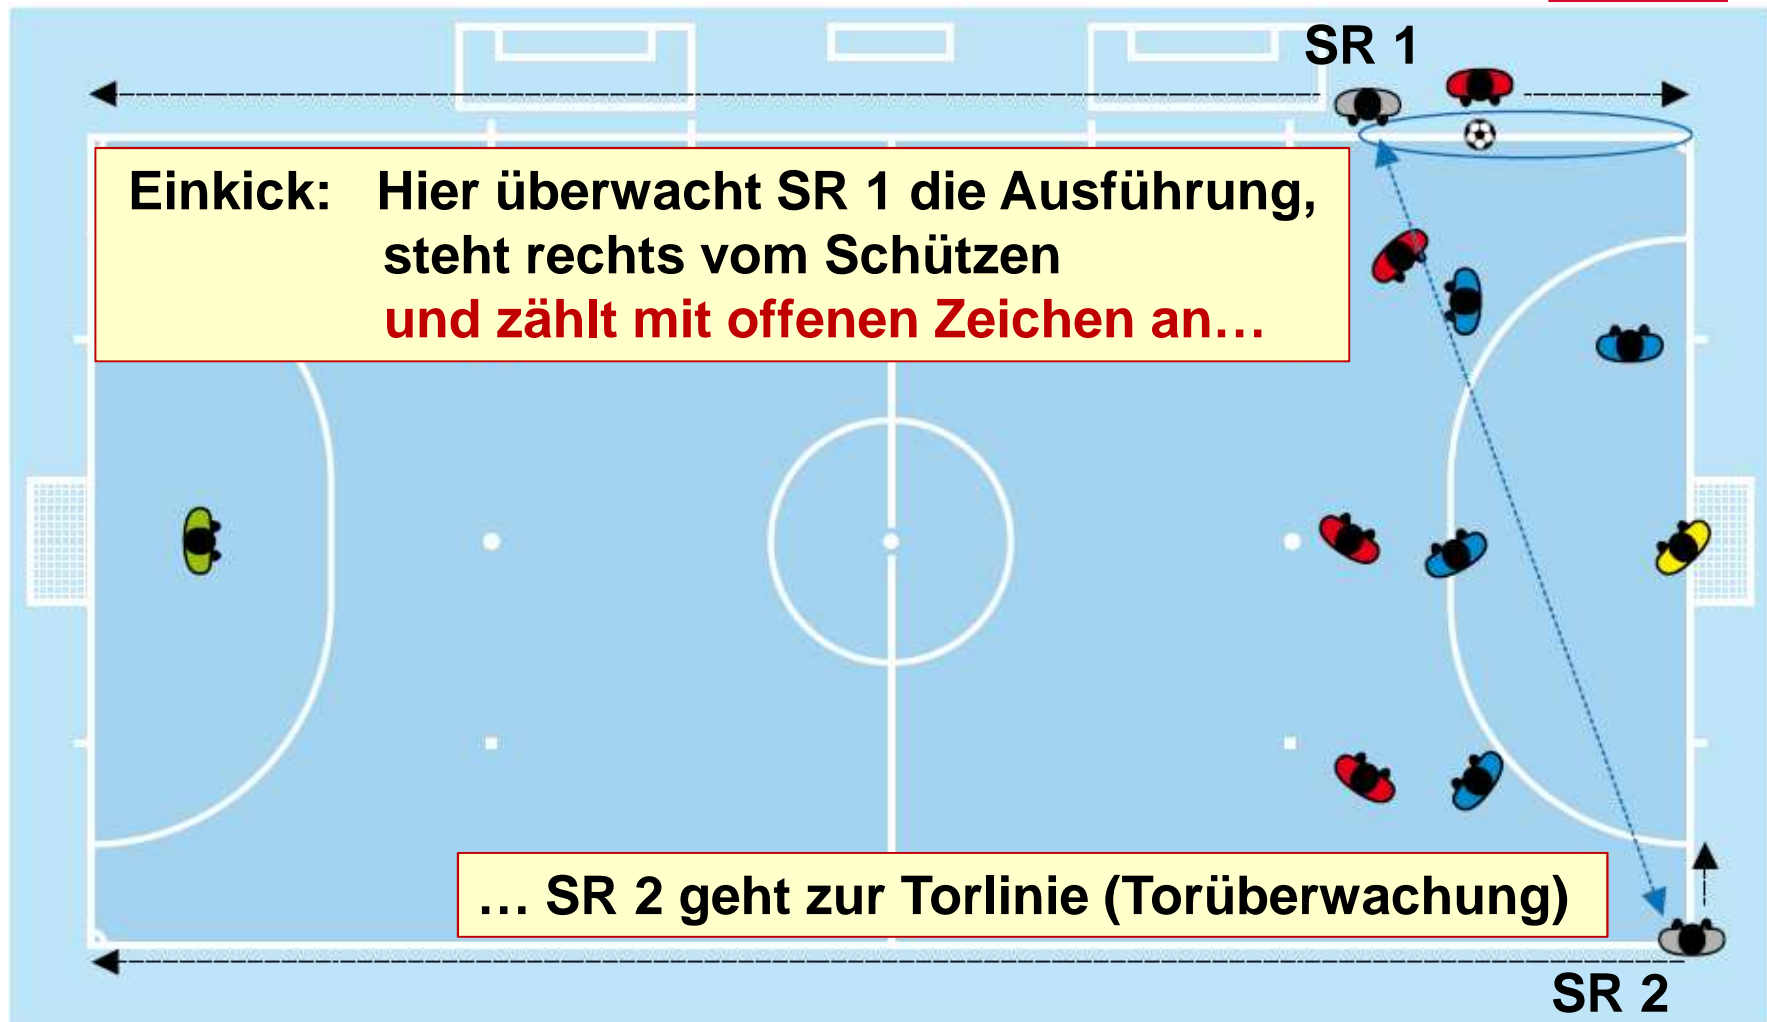 SR 1
Einkick: Hier überwacht SR 1 die Ausführung,
steht rechts vom Schützen
und zählt mit offenen Zeichen an…
… SR 2 geht zur Torlinie (Torüberwachung)
SR 2